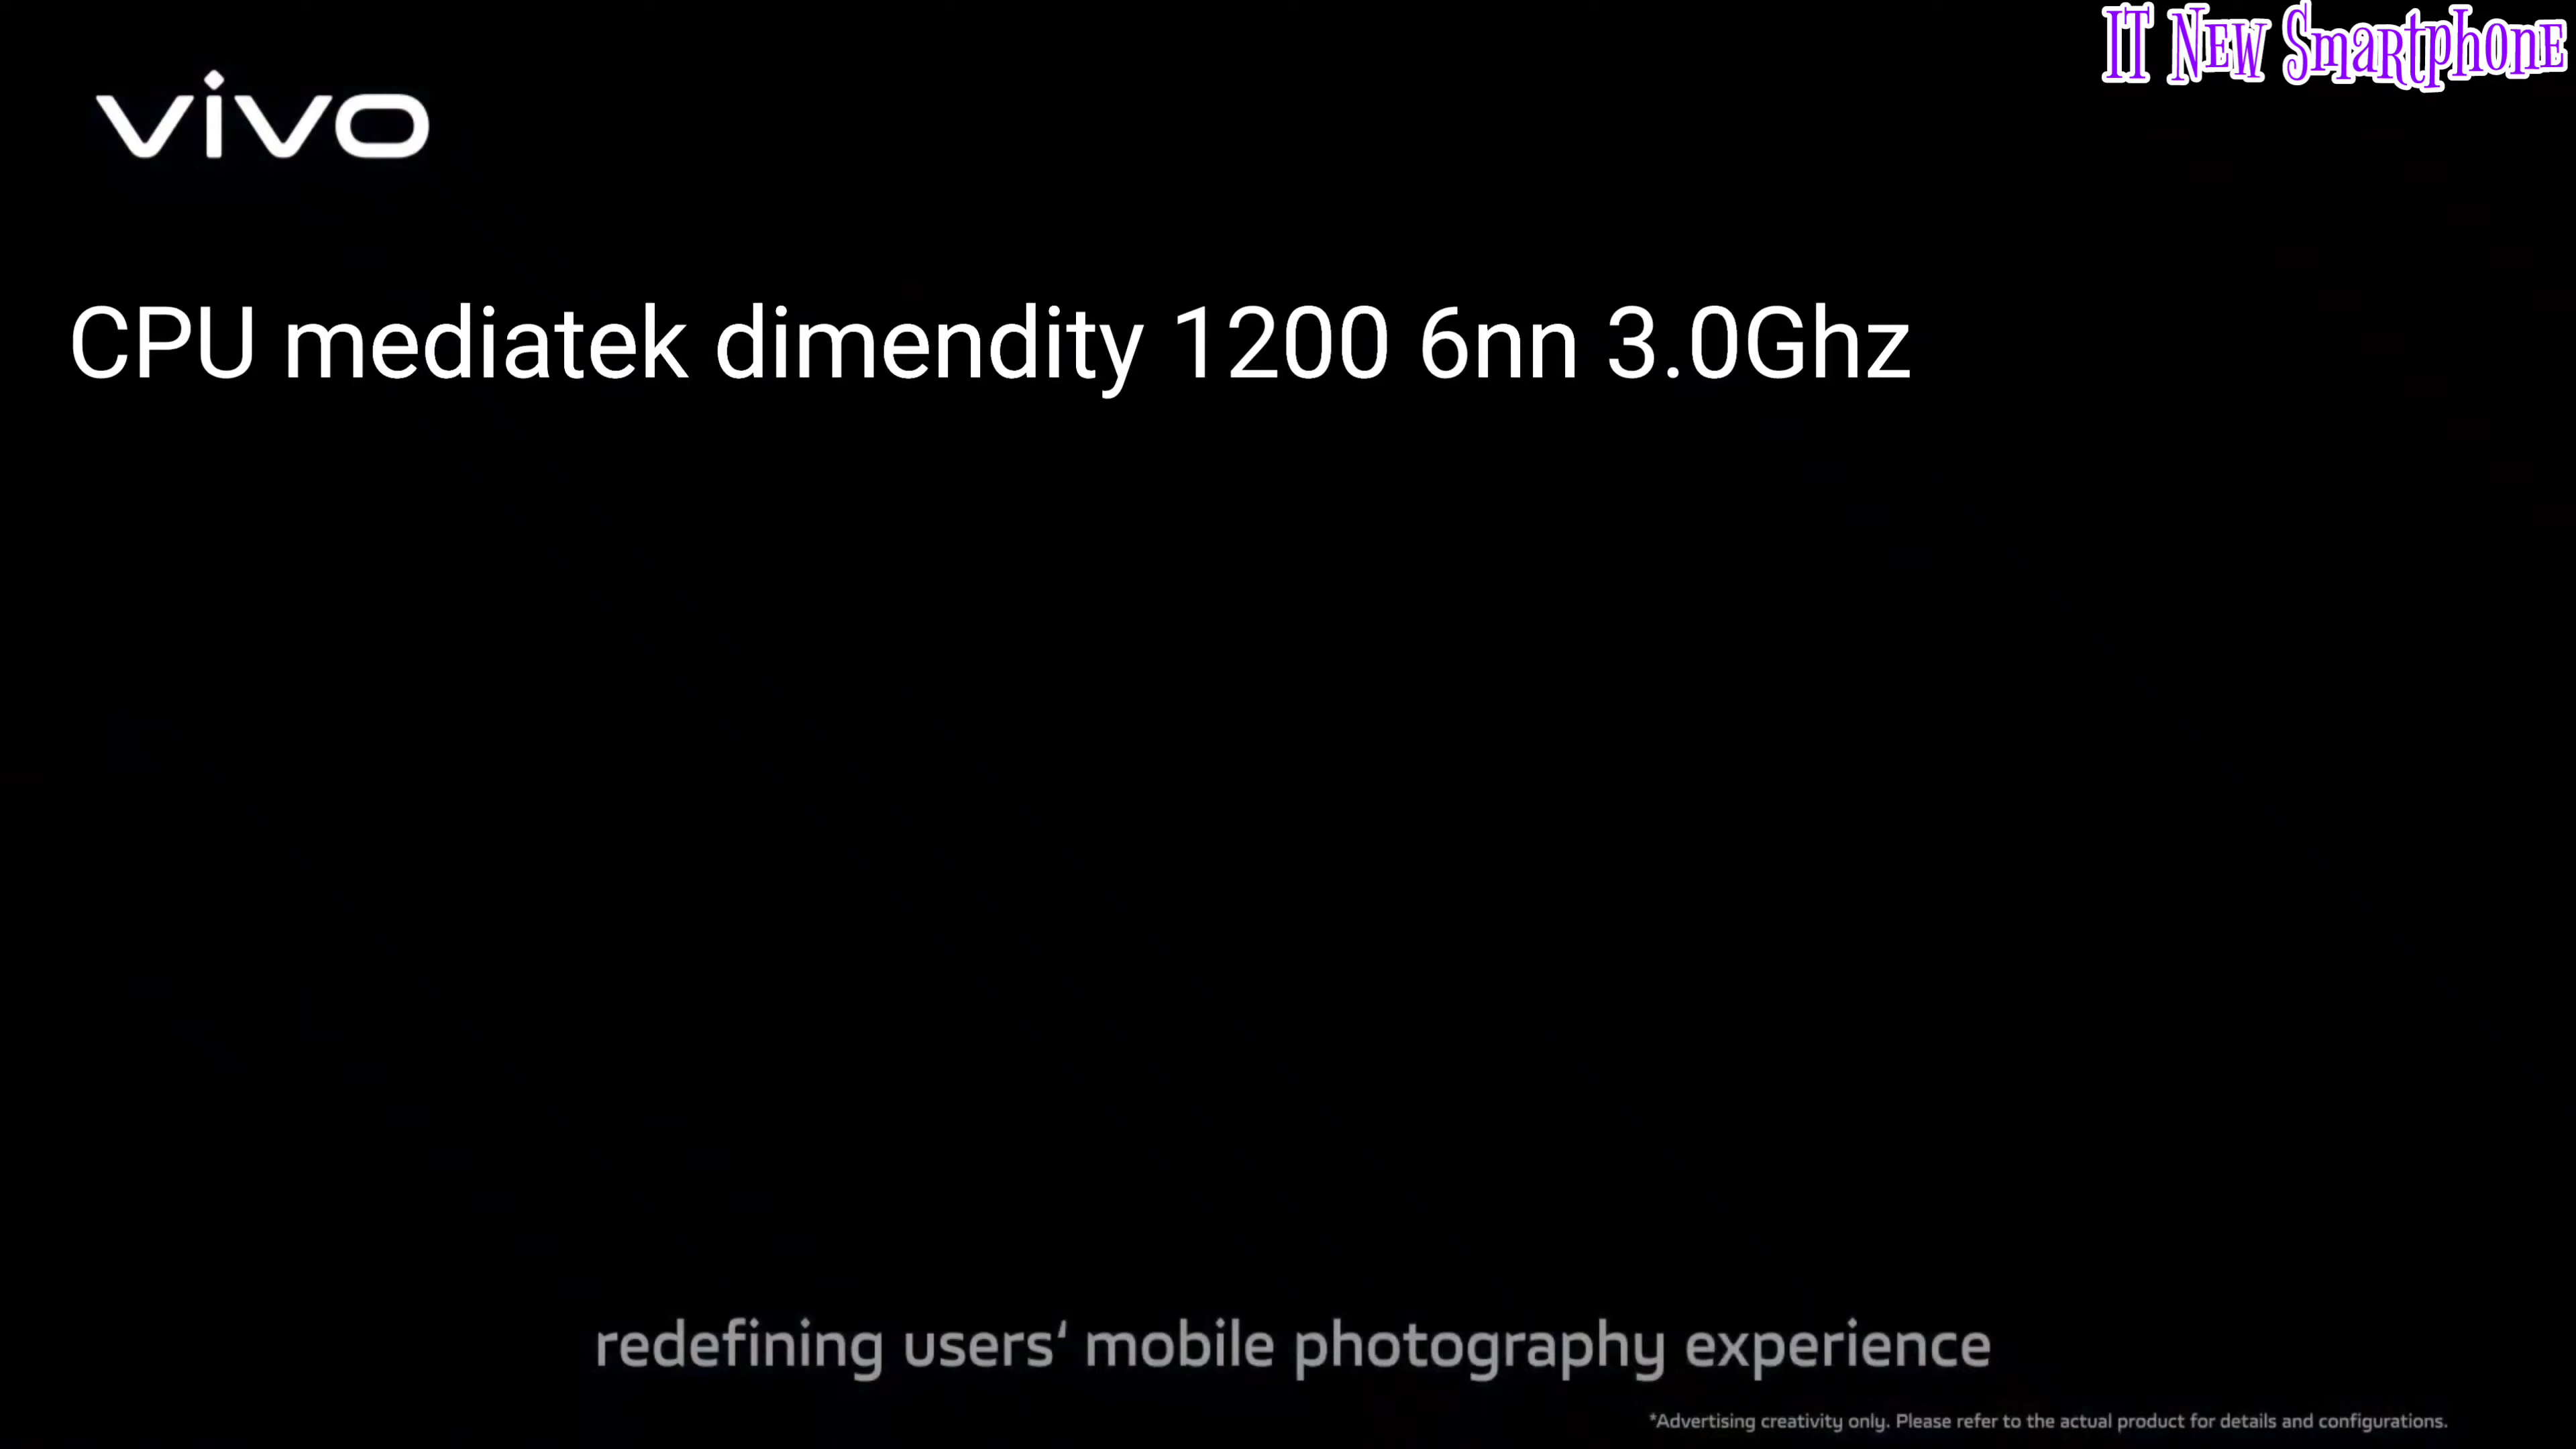 IT New Smartphone
vivo
CPU mediatek dimendity 1200 6nn 3.0Ghz
redefining users‘ mobile photography experience
*Advertising creativity only. Please refer to the actual product for details and configurations.